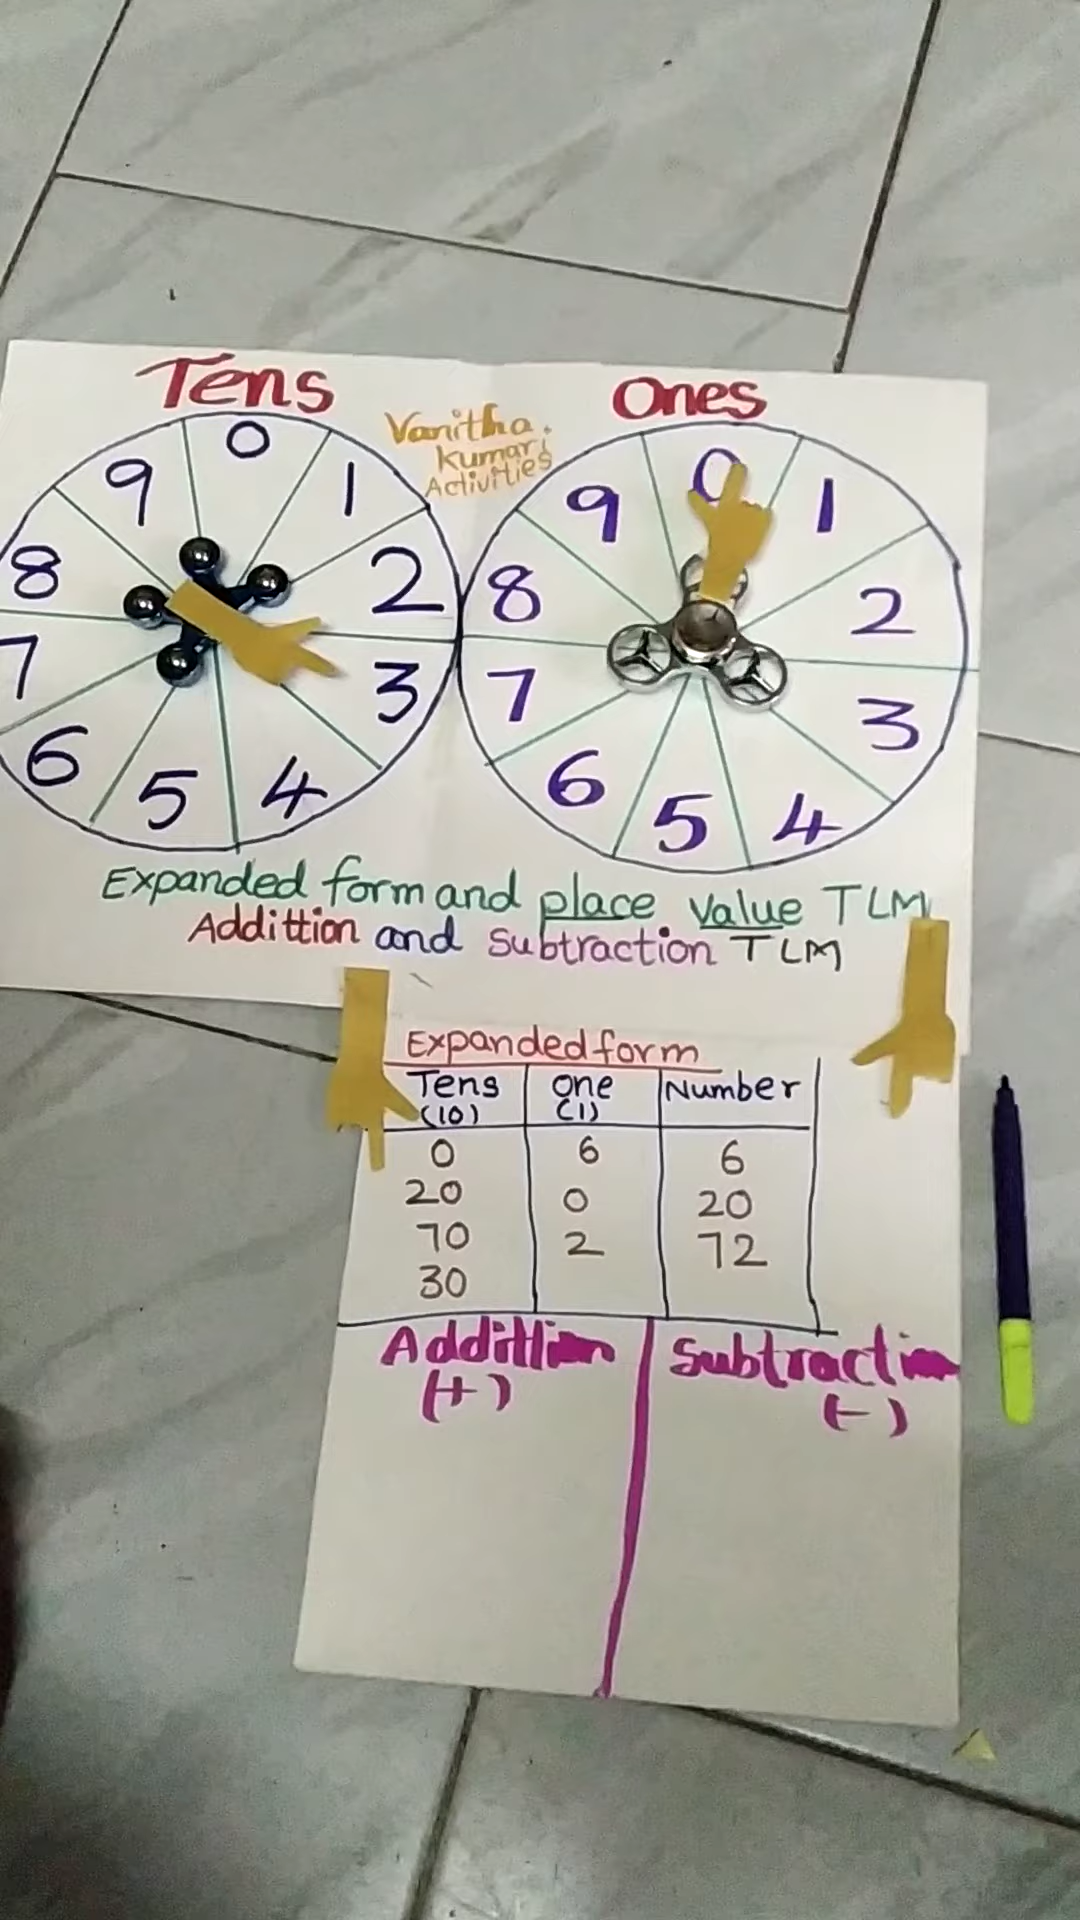 Tens
Ones
Vanitha.
Kumari
Activities
0
1
2
3
4
5
6
7
8
9
0
1
2
3
4
5
6
7
8
9
Expanded form and place value TLM
Addittion and Subtraction TLM
Expanded form
Tens one Number
(10) (1)
0 6 6
20 0 20
70 2 72
30
Addittion Subtraction
(+) (-)